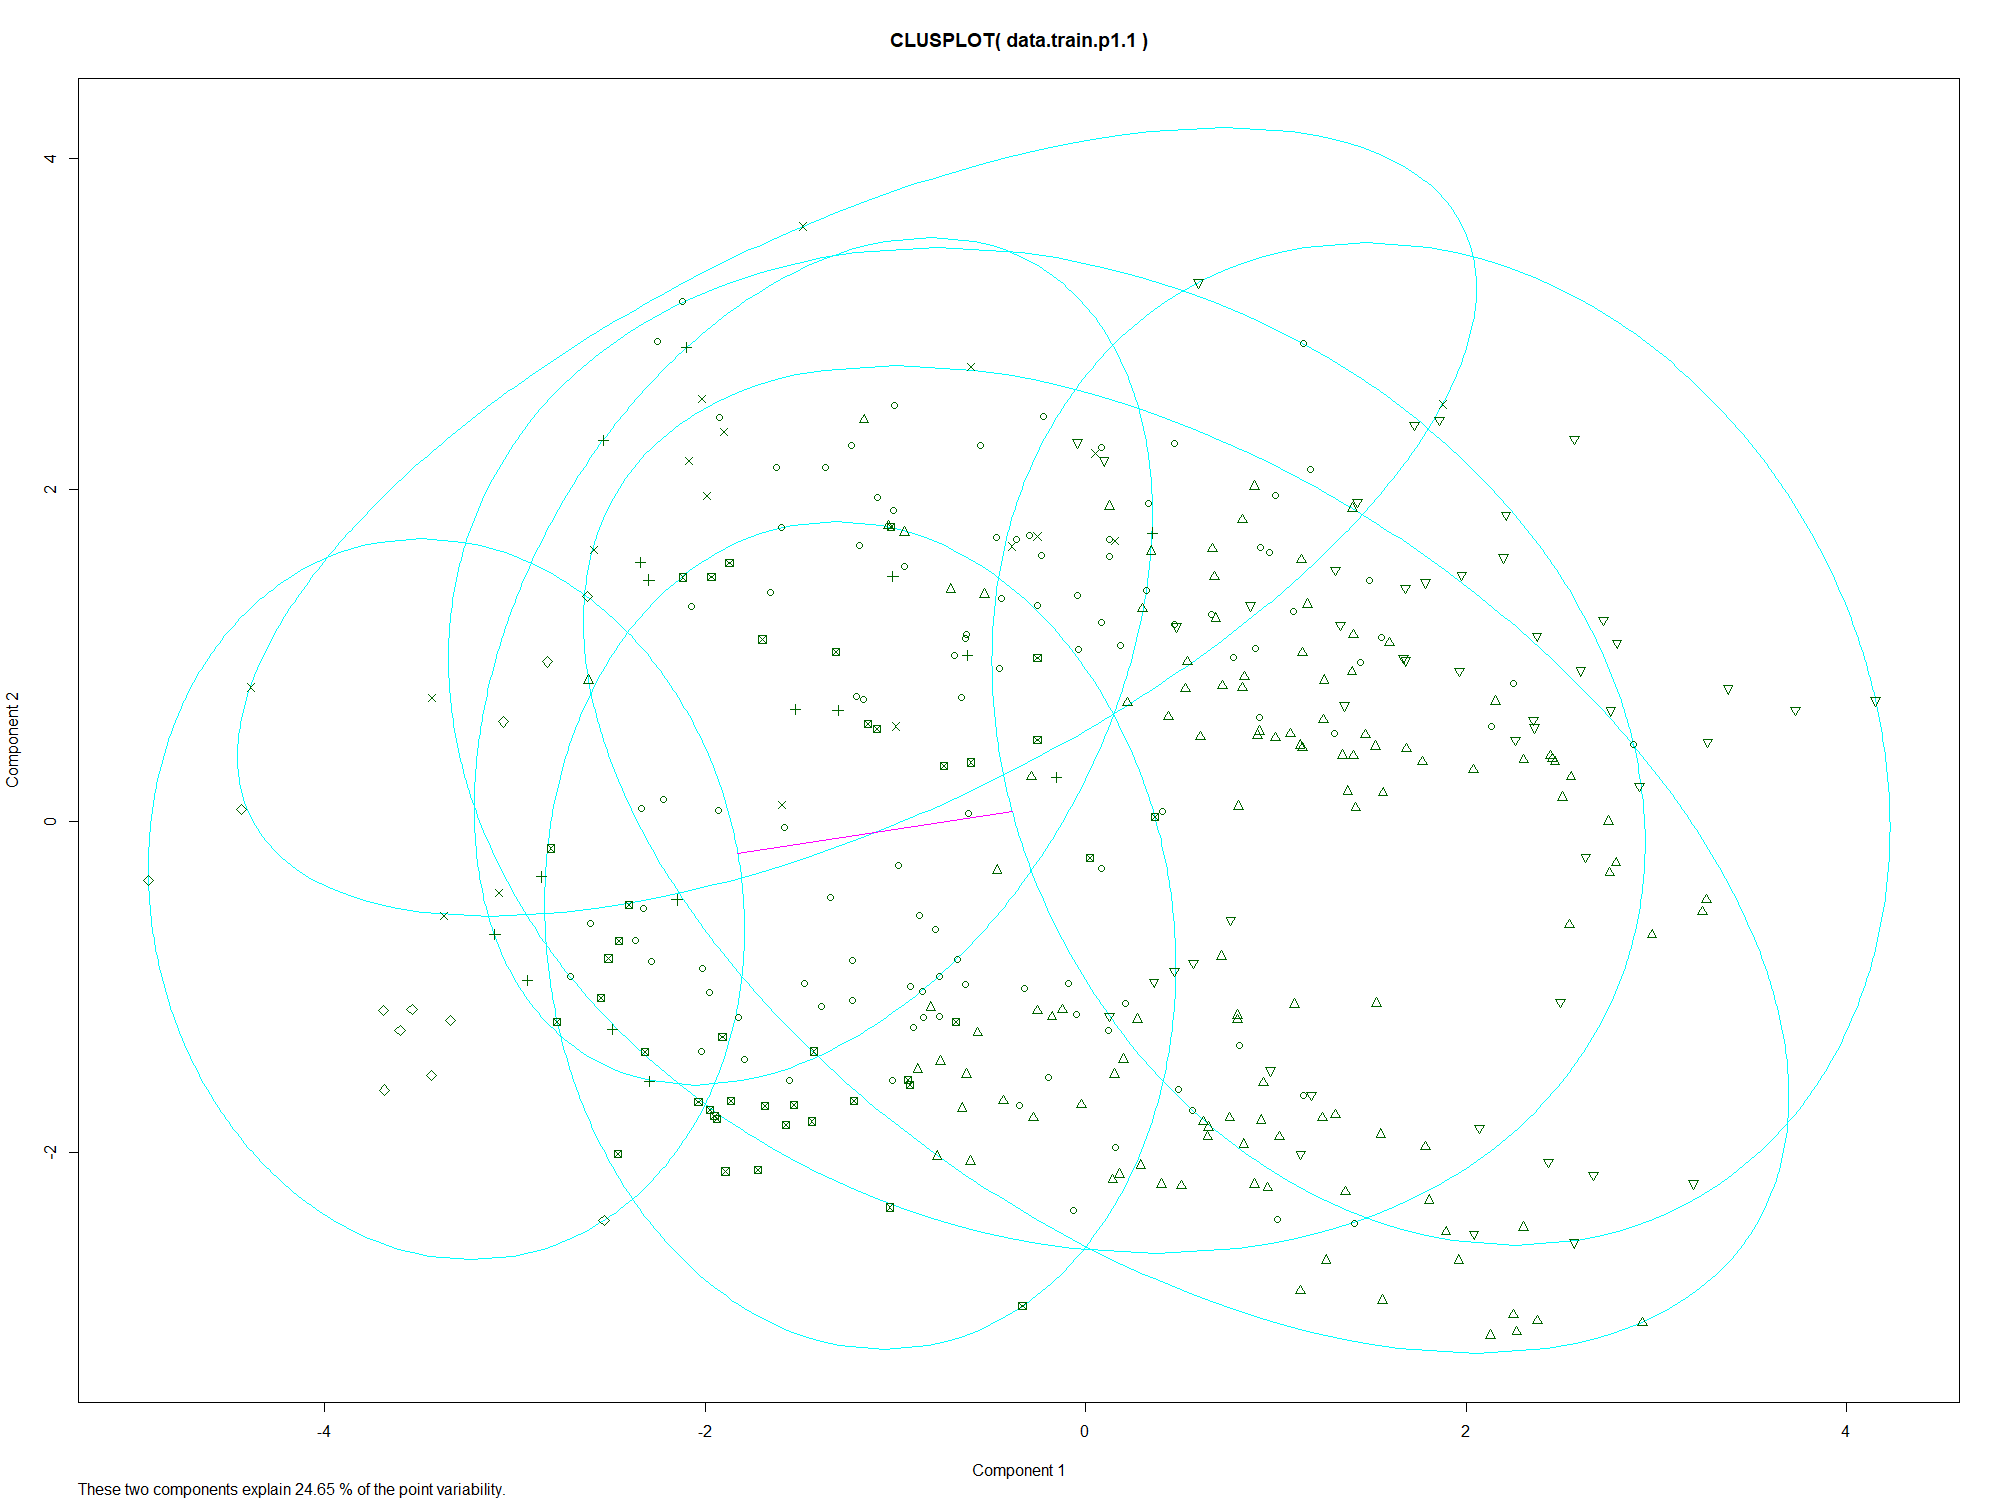 CLUSPLOT( data.train.p1.1 )
4
2
0
-2
Component 2
-4
-2
0
2
4
Component 1
These two components explain 24.65 % of the point variability.